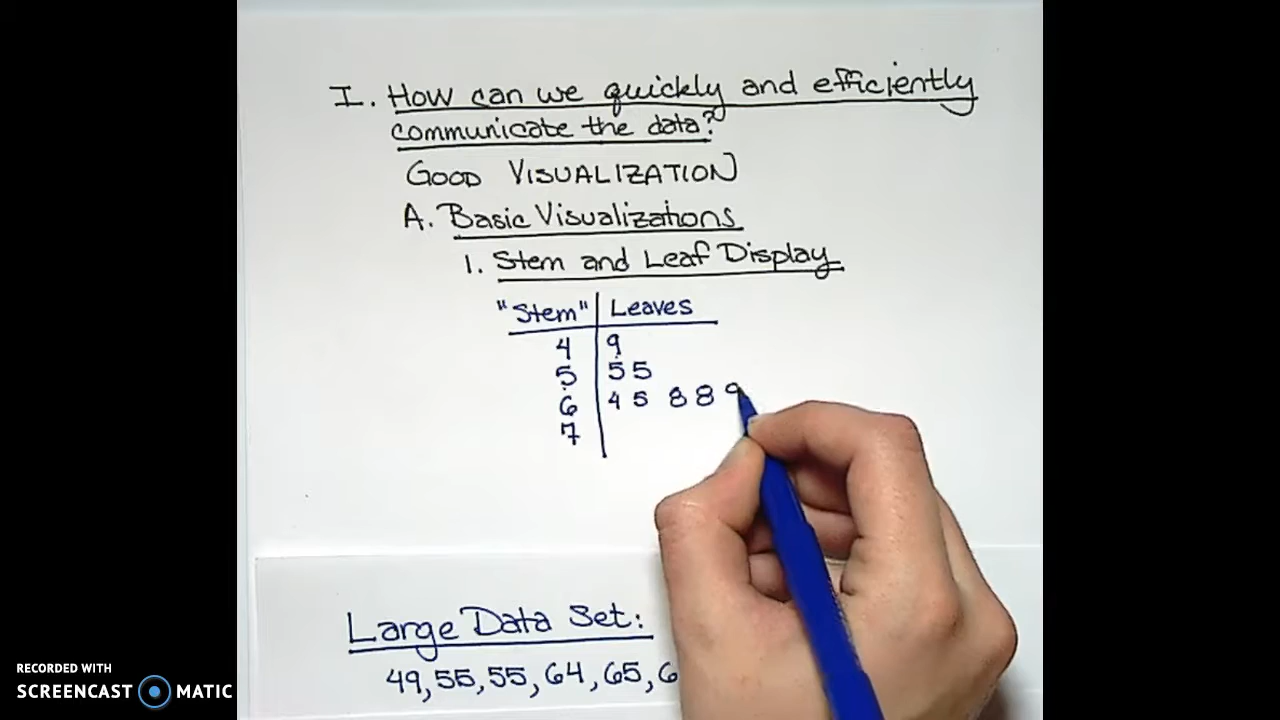 I. How can we quickly and efficiently
communicate the data?
GOOD VISUALIZATION
A. Basic Visualizations
1. Stem and Leaf Display
"Stem" | Leaves
4 | 9
5 | 5 5
6 | 4 5 8 8 9
7 |
Large Data Set:
49, 55, 55, 64, 65, 6
RECORDED WITH
SCREENCAST MATIC